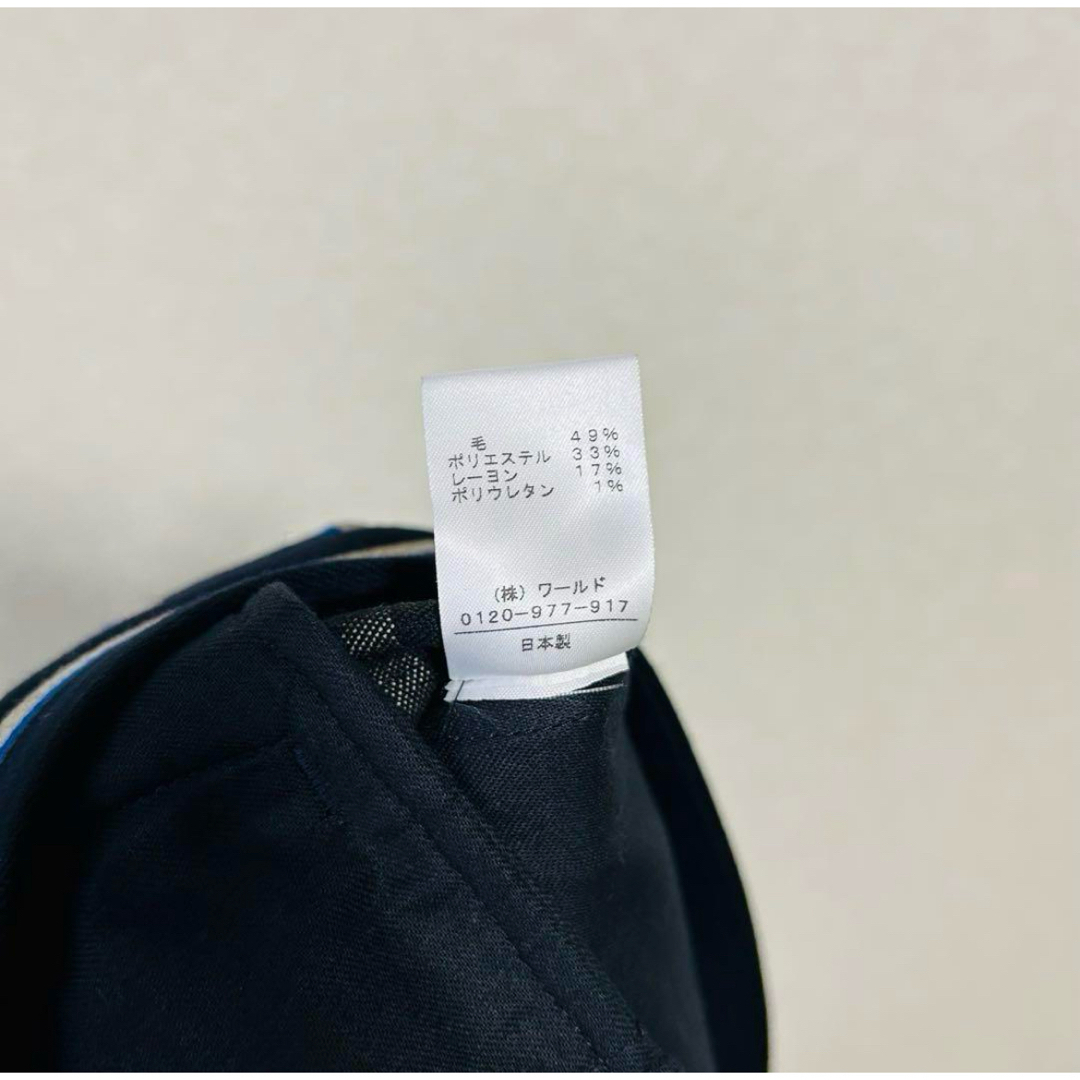 毛 49%
ポリエステル 33%
レーヨン 17%
ポリウレタン 1%
(株) ワールド
0120-977-917
日本製